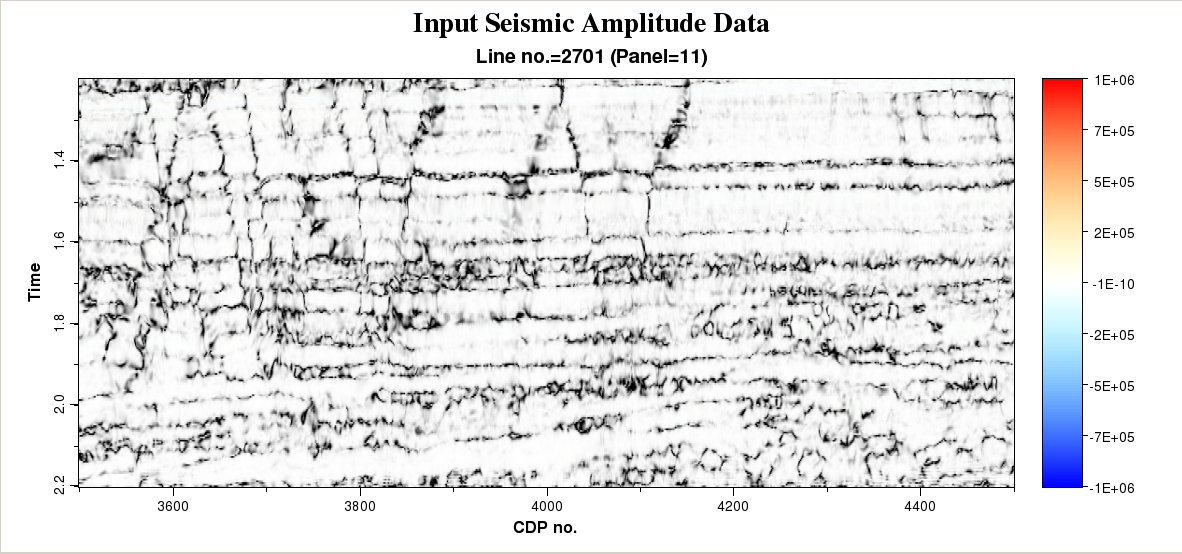 Input Seismic Amplitude Data
Line no.=2701 (Panel=11)
Time
1.4
1.6
1.8
2.0
2.2
3600
3800
4000
4200
4400
CDP no.
1E+06
7E+05
5E+05
2E+05
-1E-10
-2E+05
-5E+05
-7E+05
-1E+06